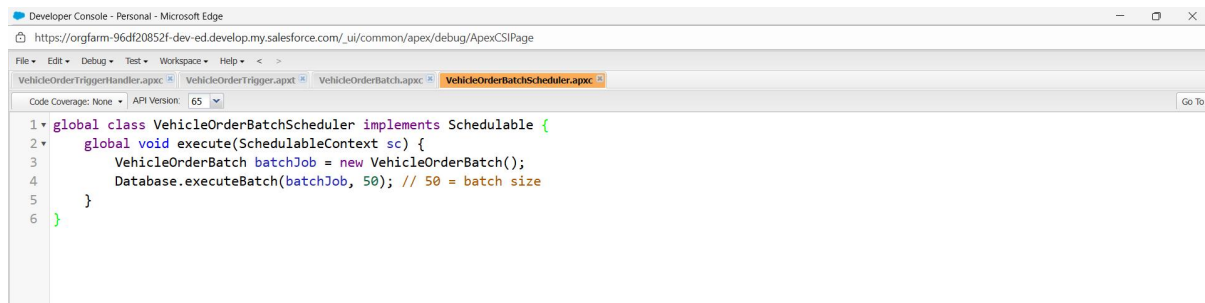 Developer Console - Personal - Microsoft Edge
https://orgfarm-96df20852f-dev-ed.develop.my.salesforce.com/_ui/common/apex/debug/ApexCSIPage
File Edit Debug Test Workspace Help < >
VehicleOrderTriggerHandler.apxc VehicleOrderTrigger.apxt VehicleOrderBatch.apxc VehicleOrderBatchScheduler.apxc
Code Coverage: None API Version: 65 Go To
1 global class VehicleOrderBatchScheduler implements Schedulable {
2 global void execute(SchedulableContext sc) {
3 VehicleOrderBatch batchJob = new VehicleOrderBatch();
4 Database.executeBatch(batchJob, 50); // 50 = batch size
5 }
6 }